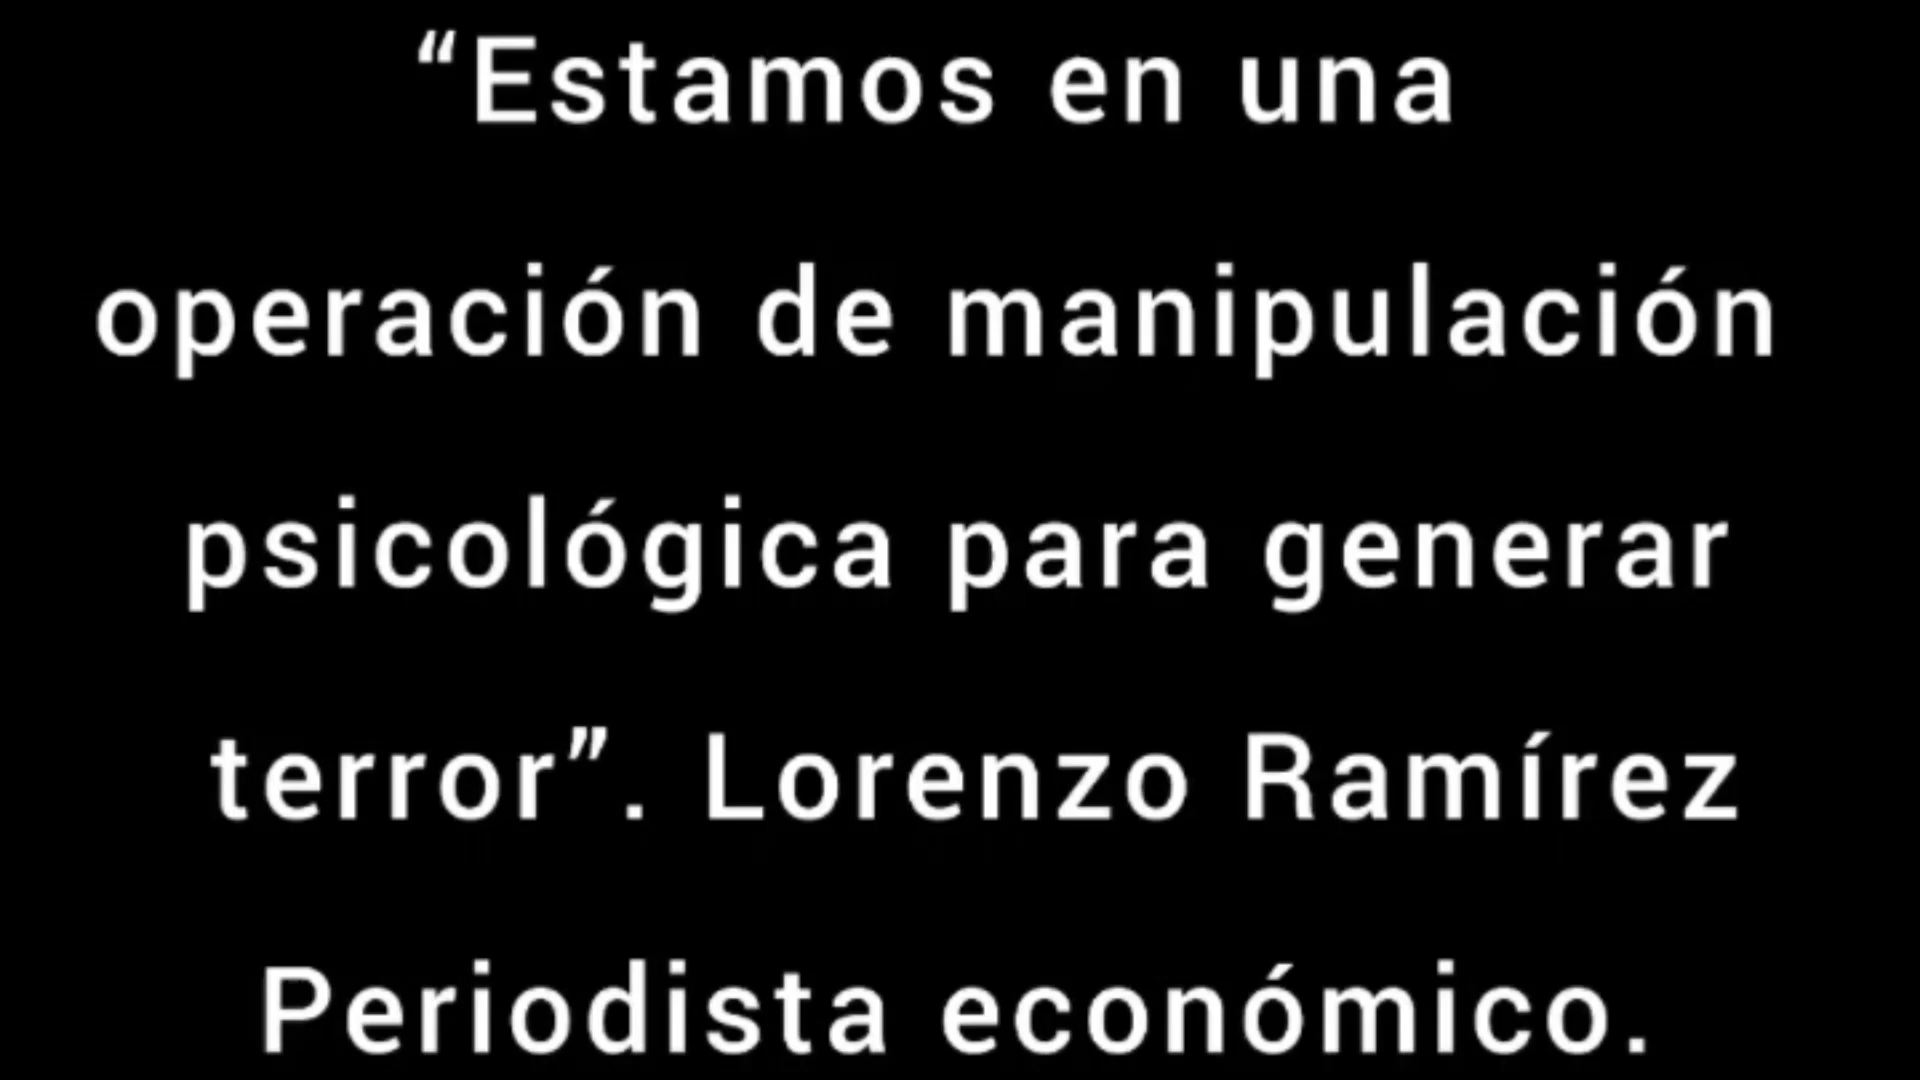 “Estamos en una
operación de manipulación
psicológica para generar
terror”. Lorenzo Ramírez
Periodista económico.